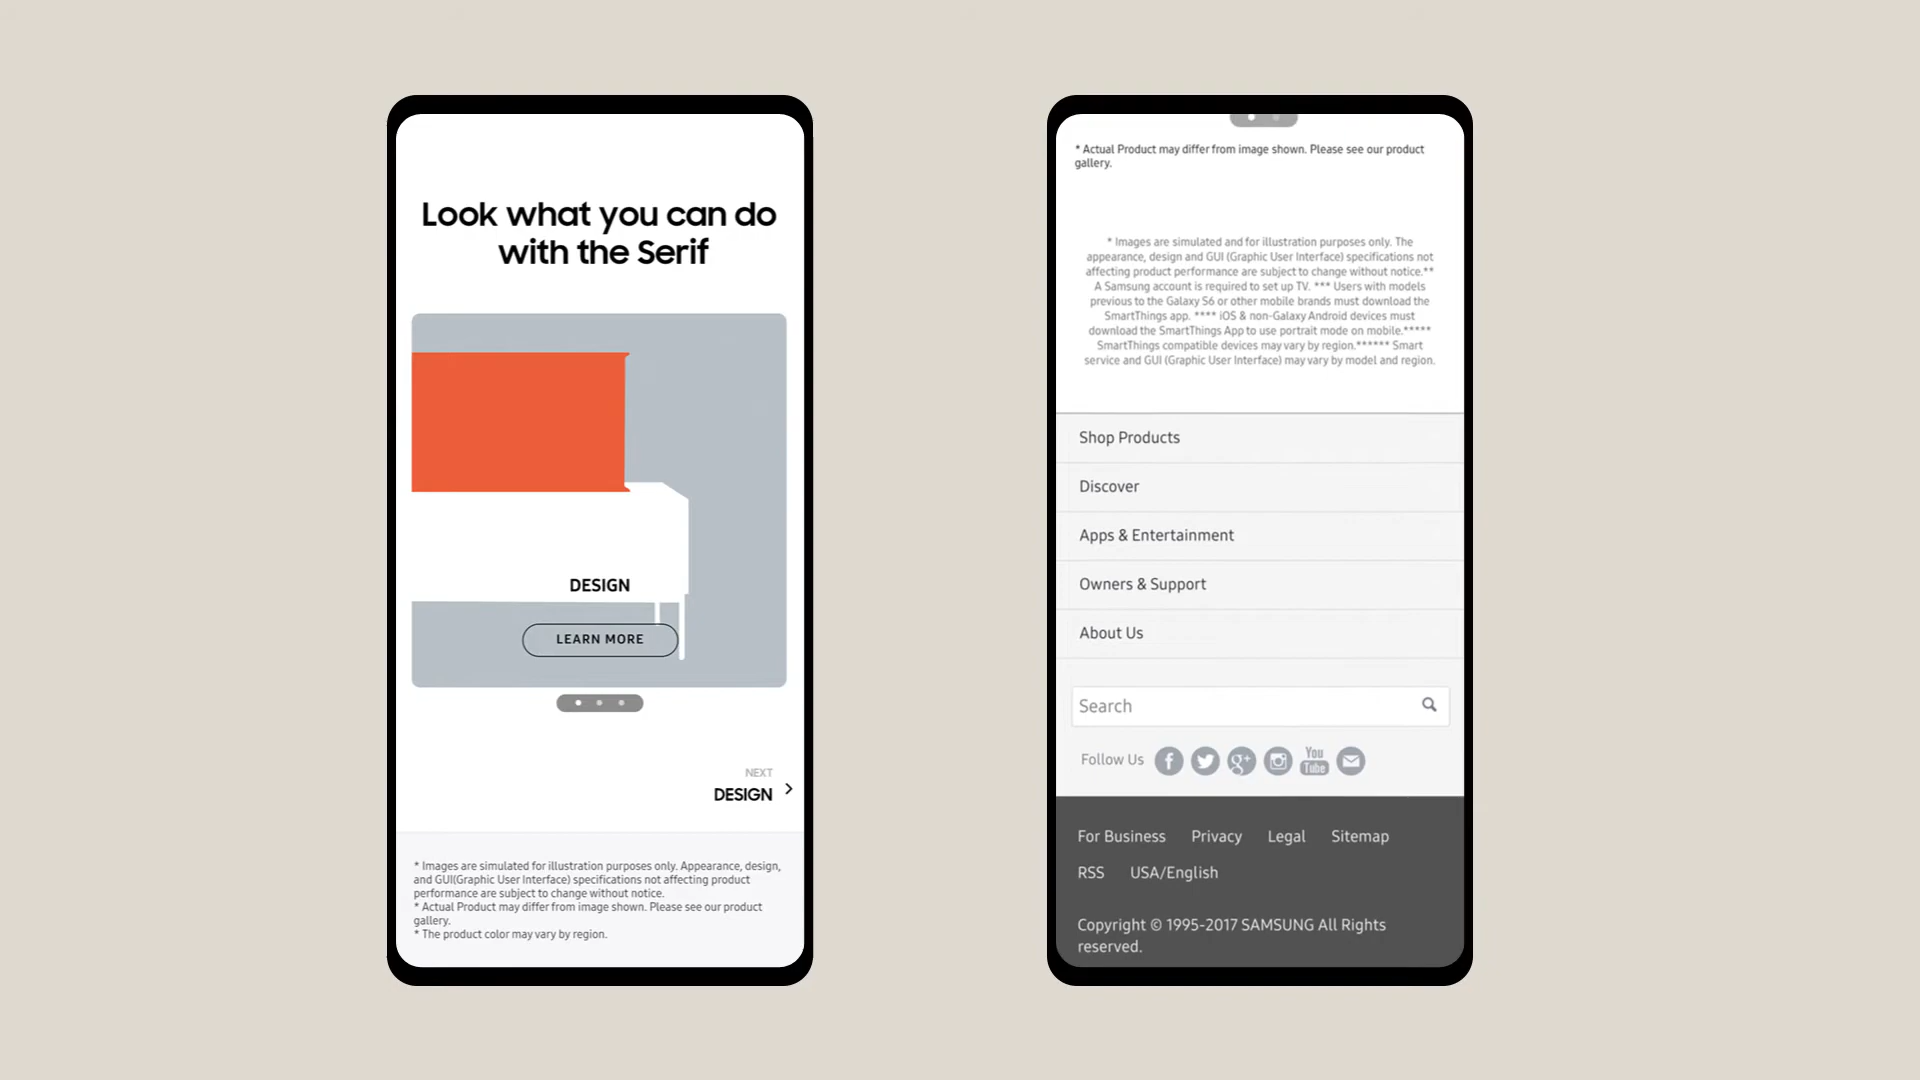 Look what you can do
with the Serif
DESIGN
LEARN MORE
NEXT
DESIGN
* Images are simulated for illustration purposes only. Appearance, design,
and GUI(Graphic User Interface) specifications not affecting product
performance are subject to change without notice.
* Actual Product may differ from image shown. Please see our product
gallery.
* The product color may vary by region.
* Actual Product may differ from image shown. Please see our product
gallery.
* Images are simulated and for illustration purposes only. The
appearance, design and GUI (Graphic User Interface) specifications not
affecting product performance are subject to change without notice.**
A Samsung account is required to set up TV. *** Users with models
previous to the Galaxy S6 or other mobile brands must download the
SmartThings app. **** iOS & non-Galaxy Android devices must
download the SmartThings App to use portrait mode on mobile.*****
SmartThings compatible devices may vary by region.****** Smart
service and GUI (Graphic User Interface) may vary by model and region.
Shop Products
Discover
Apps & Entertainment
Owners & Support
About Us
Search
Follow Us
You
Tube
For Business Privacy Legal Sitemap
RSS USA/English
Copyright © 1995-2017 SAMSUNG All Rights
reserved.